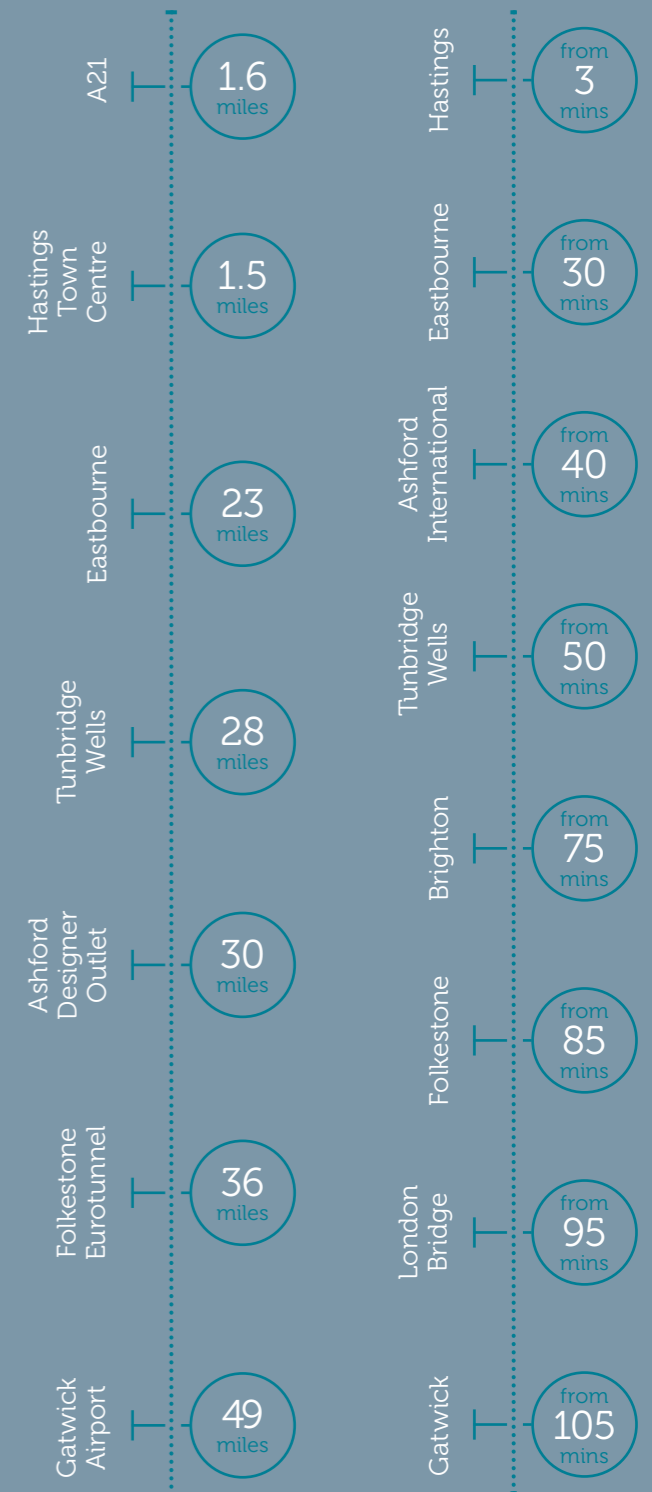 A21
1.6
miles
Hastings
Town
Centre
1.5
miles
Eastbourne
23
miles
Tunbridge
Wells
28
miles
Ashford
Designer
Outlet
30
miles
Folkestone
Eurotunnel
36
miles
Gatwick
Airport
49
miles
Hastings
from
3
mins
Eastbourne
from
30
mins
Ashford
International
from
40
mins
Tunbridge
Wells
from
50
mins
Brighton
from
75
mins
Folkestone
from
85
mins
London
Bridge
from
95
mins
Gatwick
from
105
mins